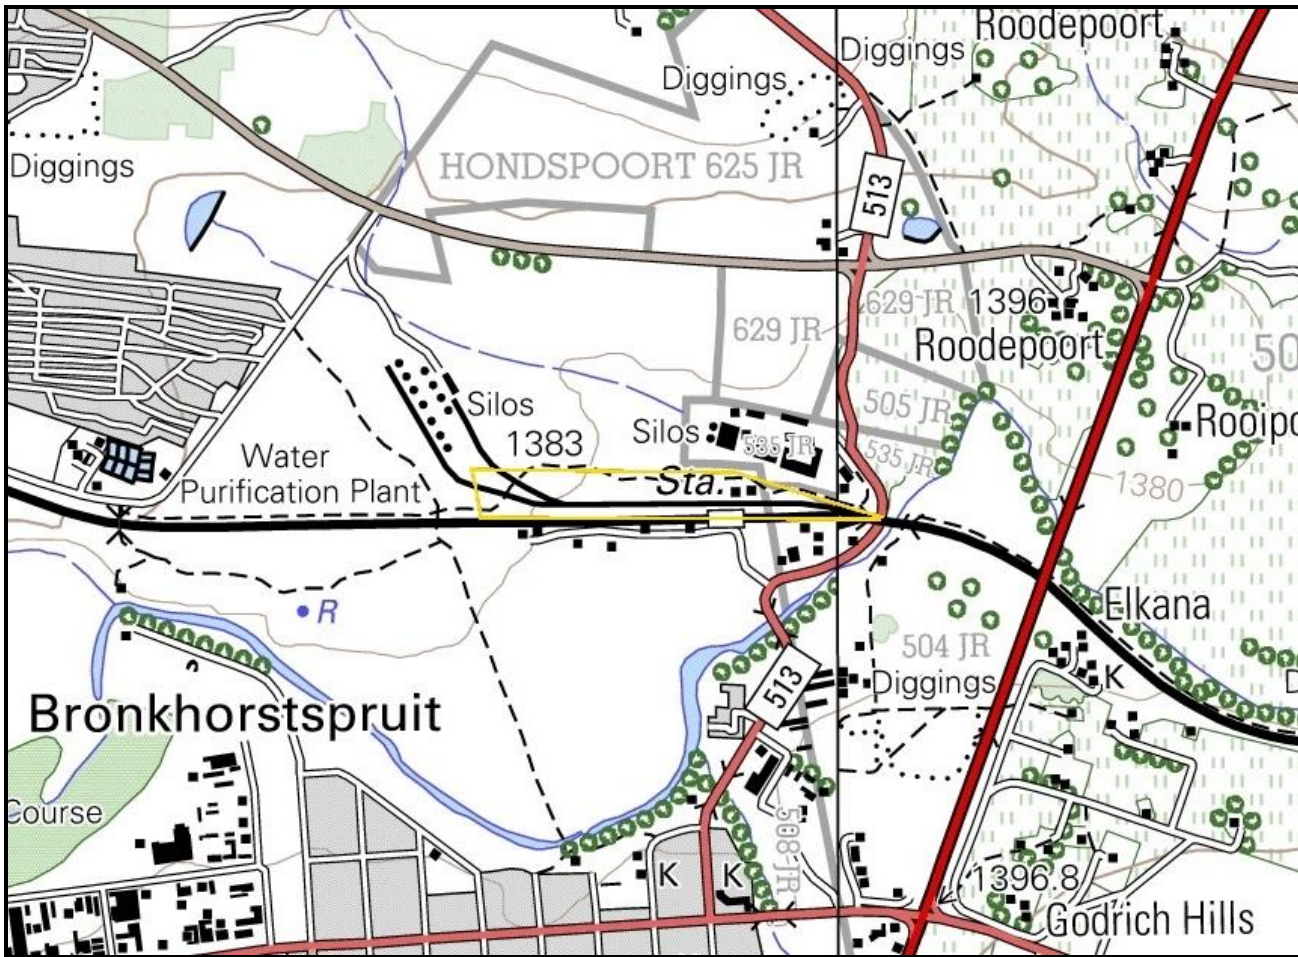 Roodepoort
Diggings
Diggings
Diggings
HONDSPOORT 625 JR
513
629 JR
1396
629 JR
Roodepoort
505 JR
Silos
Silos
1383
535 JR
535 JR
Water
Purification Plant
Sta.
1380
R
Elkana
504 JR
K
Diggings
513
Bronkhorstspruit
Course
508 JR
K
K
1396.8
Godrich Hills